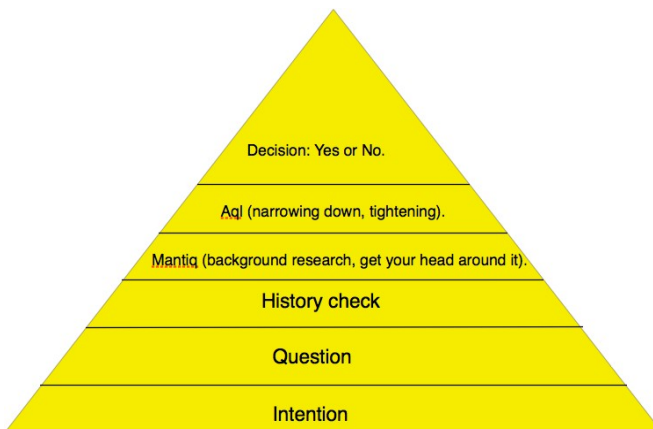 Decision: Yes or No.
Aql (narrowing down, tightening).
Mantiq (background research, get your head around it).
History check
Question
Intention